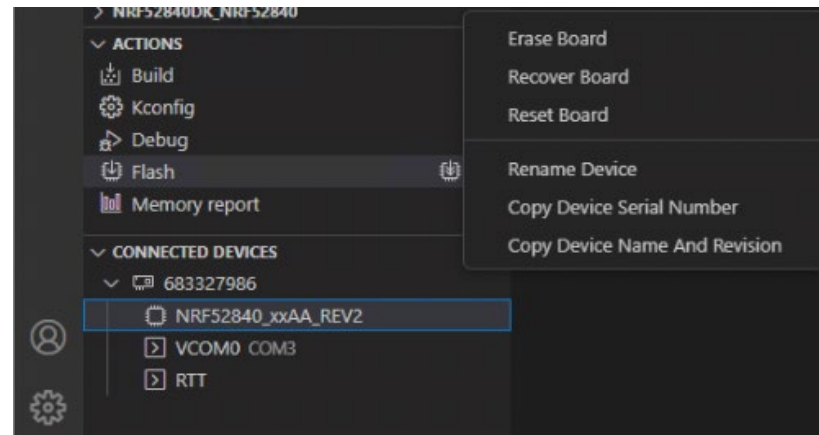 NRF52840DK_NRF52840
ACTIONS
Build
Kconfig
Debug
Flash
Memory report
CONNECTED DEVICES
683327986
NRF52840_xxAA_REV2
VCOM0 COM3
RTT
Erase Board
Recover Board
Reset Board
Rename Device
Copy Device Serial Number
Copy Device Name And Revision